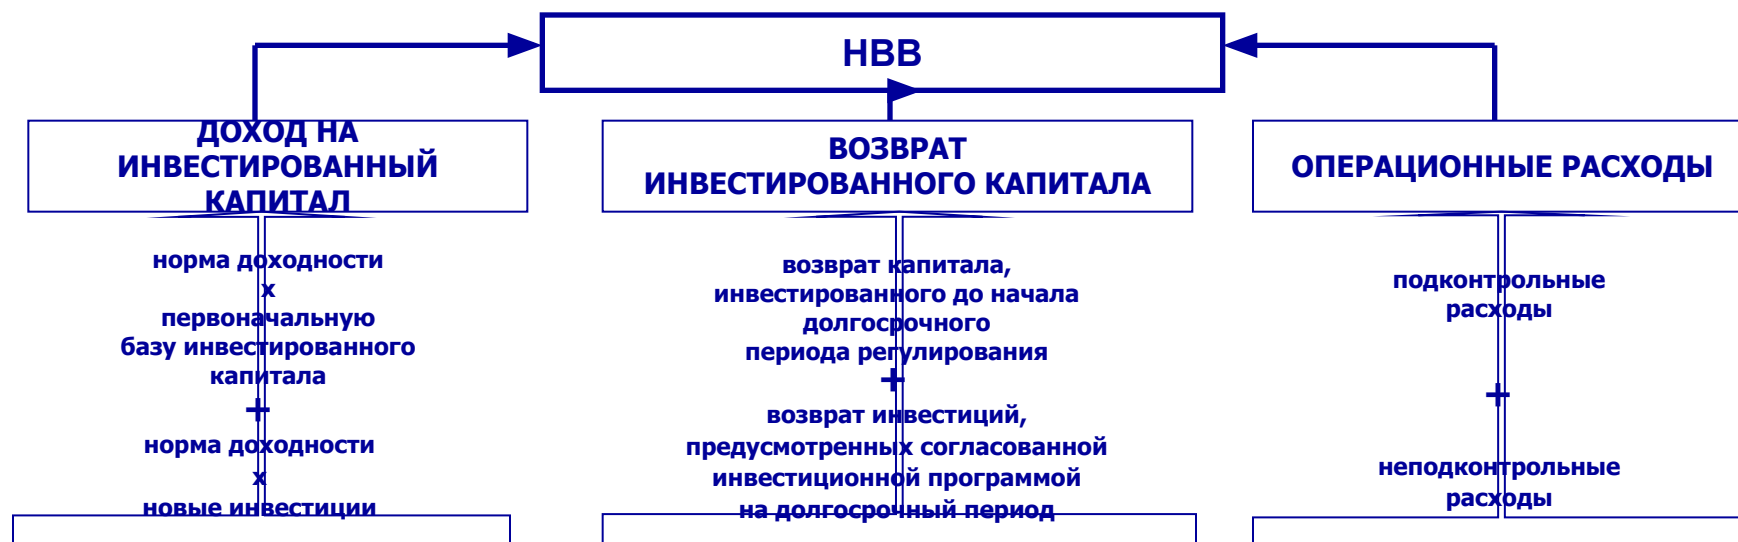 НВВ
ДОХОД НА
ИНВЕСТИРОВАННЫЙ
КАПИТАЛ
норма доходности
х
первоначальную
базу инвестированного
капитала
+
норма доходности
х
новые инвестиции
ВОЗВРАТ
ИНВЕСТИРОВАННОГО КАПИТАЛА
возврат капитала,
инвестированного до начала
долгосрочного
периода регулирования
+
возврат инвестиций,
предусмотренных согласованной
инвестиционной программой
на долгосрочный период
ОПЕРАЦИОННЫЕ РАСХОДЫ
подконтрольные
расходы
+
неподконтрольные
расходы